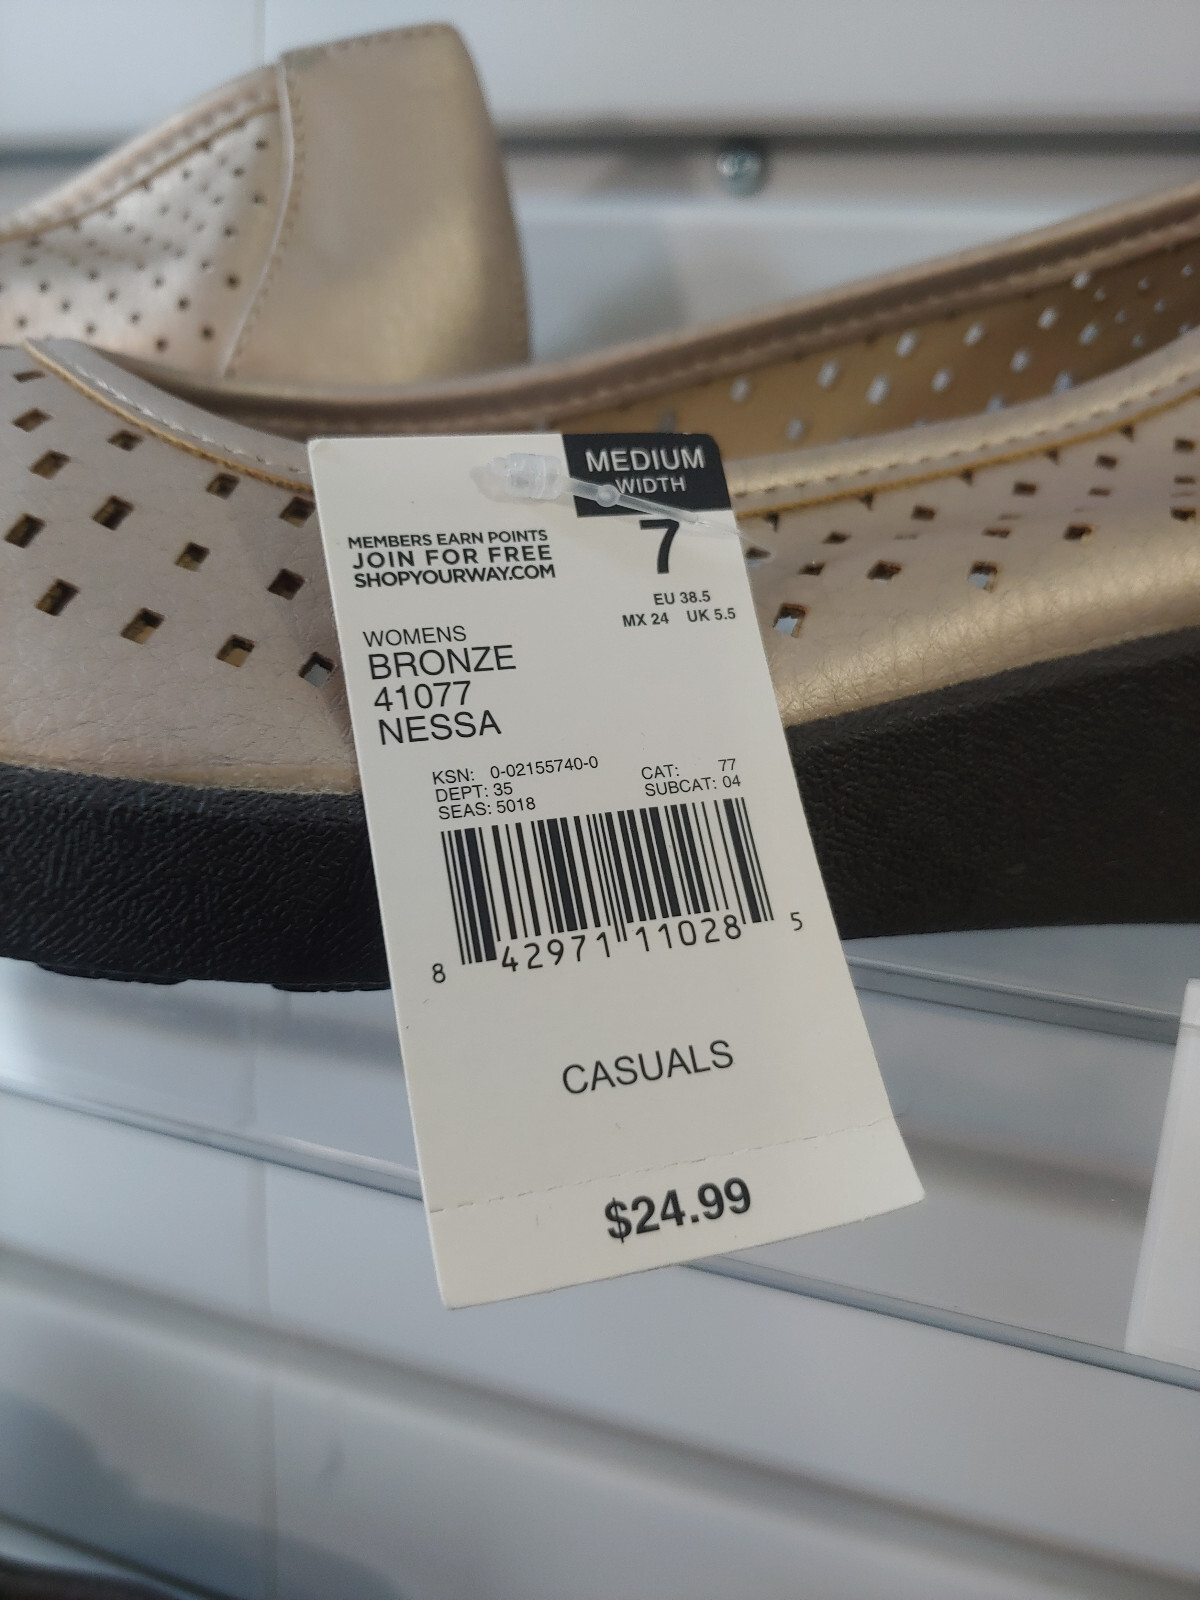 MEDIUM
WIDTH
7
EU 38.5
MX 24 UK 5.5
MEMBERS EARN POINTS
JOIN FOR FREE
SHOPYOURWAY.COM
WOMENS
BRONZE
41077
NESSA
KSN: 0-02155740-0
DEPT: 35
SEAS: 5018
CAT: 77
SUBCAT: 04
8 42971 11028 5
CASUALS
$24.99